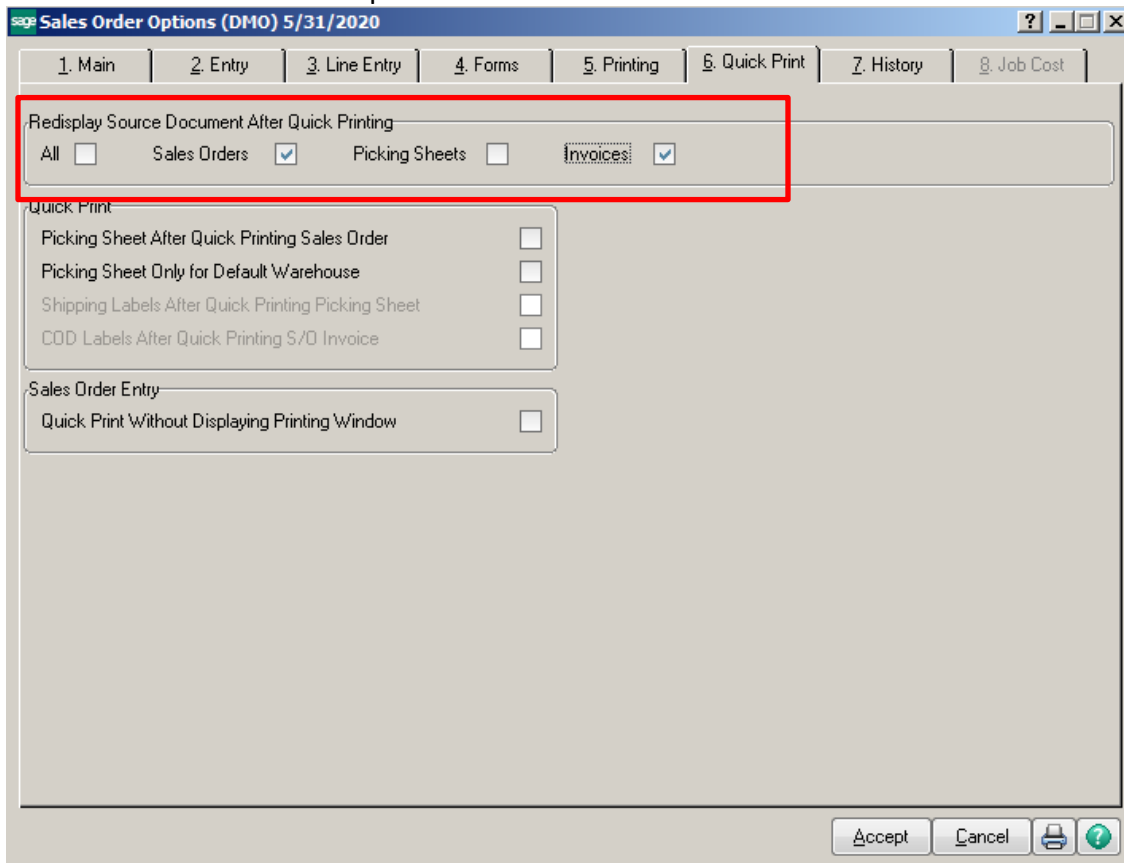 sage Sales Order Options (DMO) 5/31/2020
1. Main 2. Entry 3. Line Entry 4. Forms 5. Printing 6. Quick Print 7. History 8. Job Cost
Redisplay Source Document After Quick Printing
All Sales Orders Picking Sheets Invoices
Quick Print
Picking Sheet After Quick Printing Sales Order
Picking Sheet Only for Default Warehouse
Shipping Labels After Quick Printing Picking Sheet
COD Labels After Quick Printing S/O Invoice
Sales Order Entry
Quick Print Without Displaying Printing Window
Accept Cancel